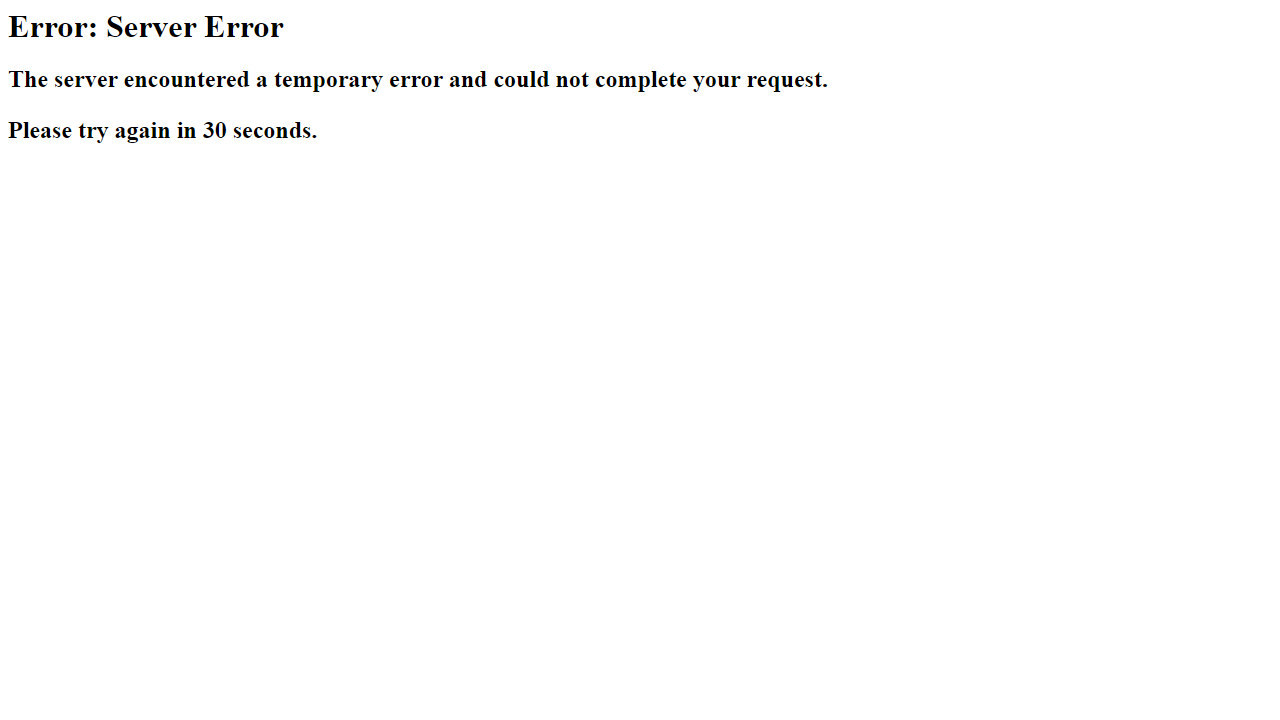 Error: Server Error
The server encountered a temporary error and could not complete your request.
Please try again in 30 seconds.